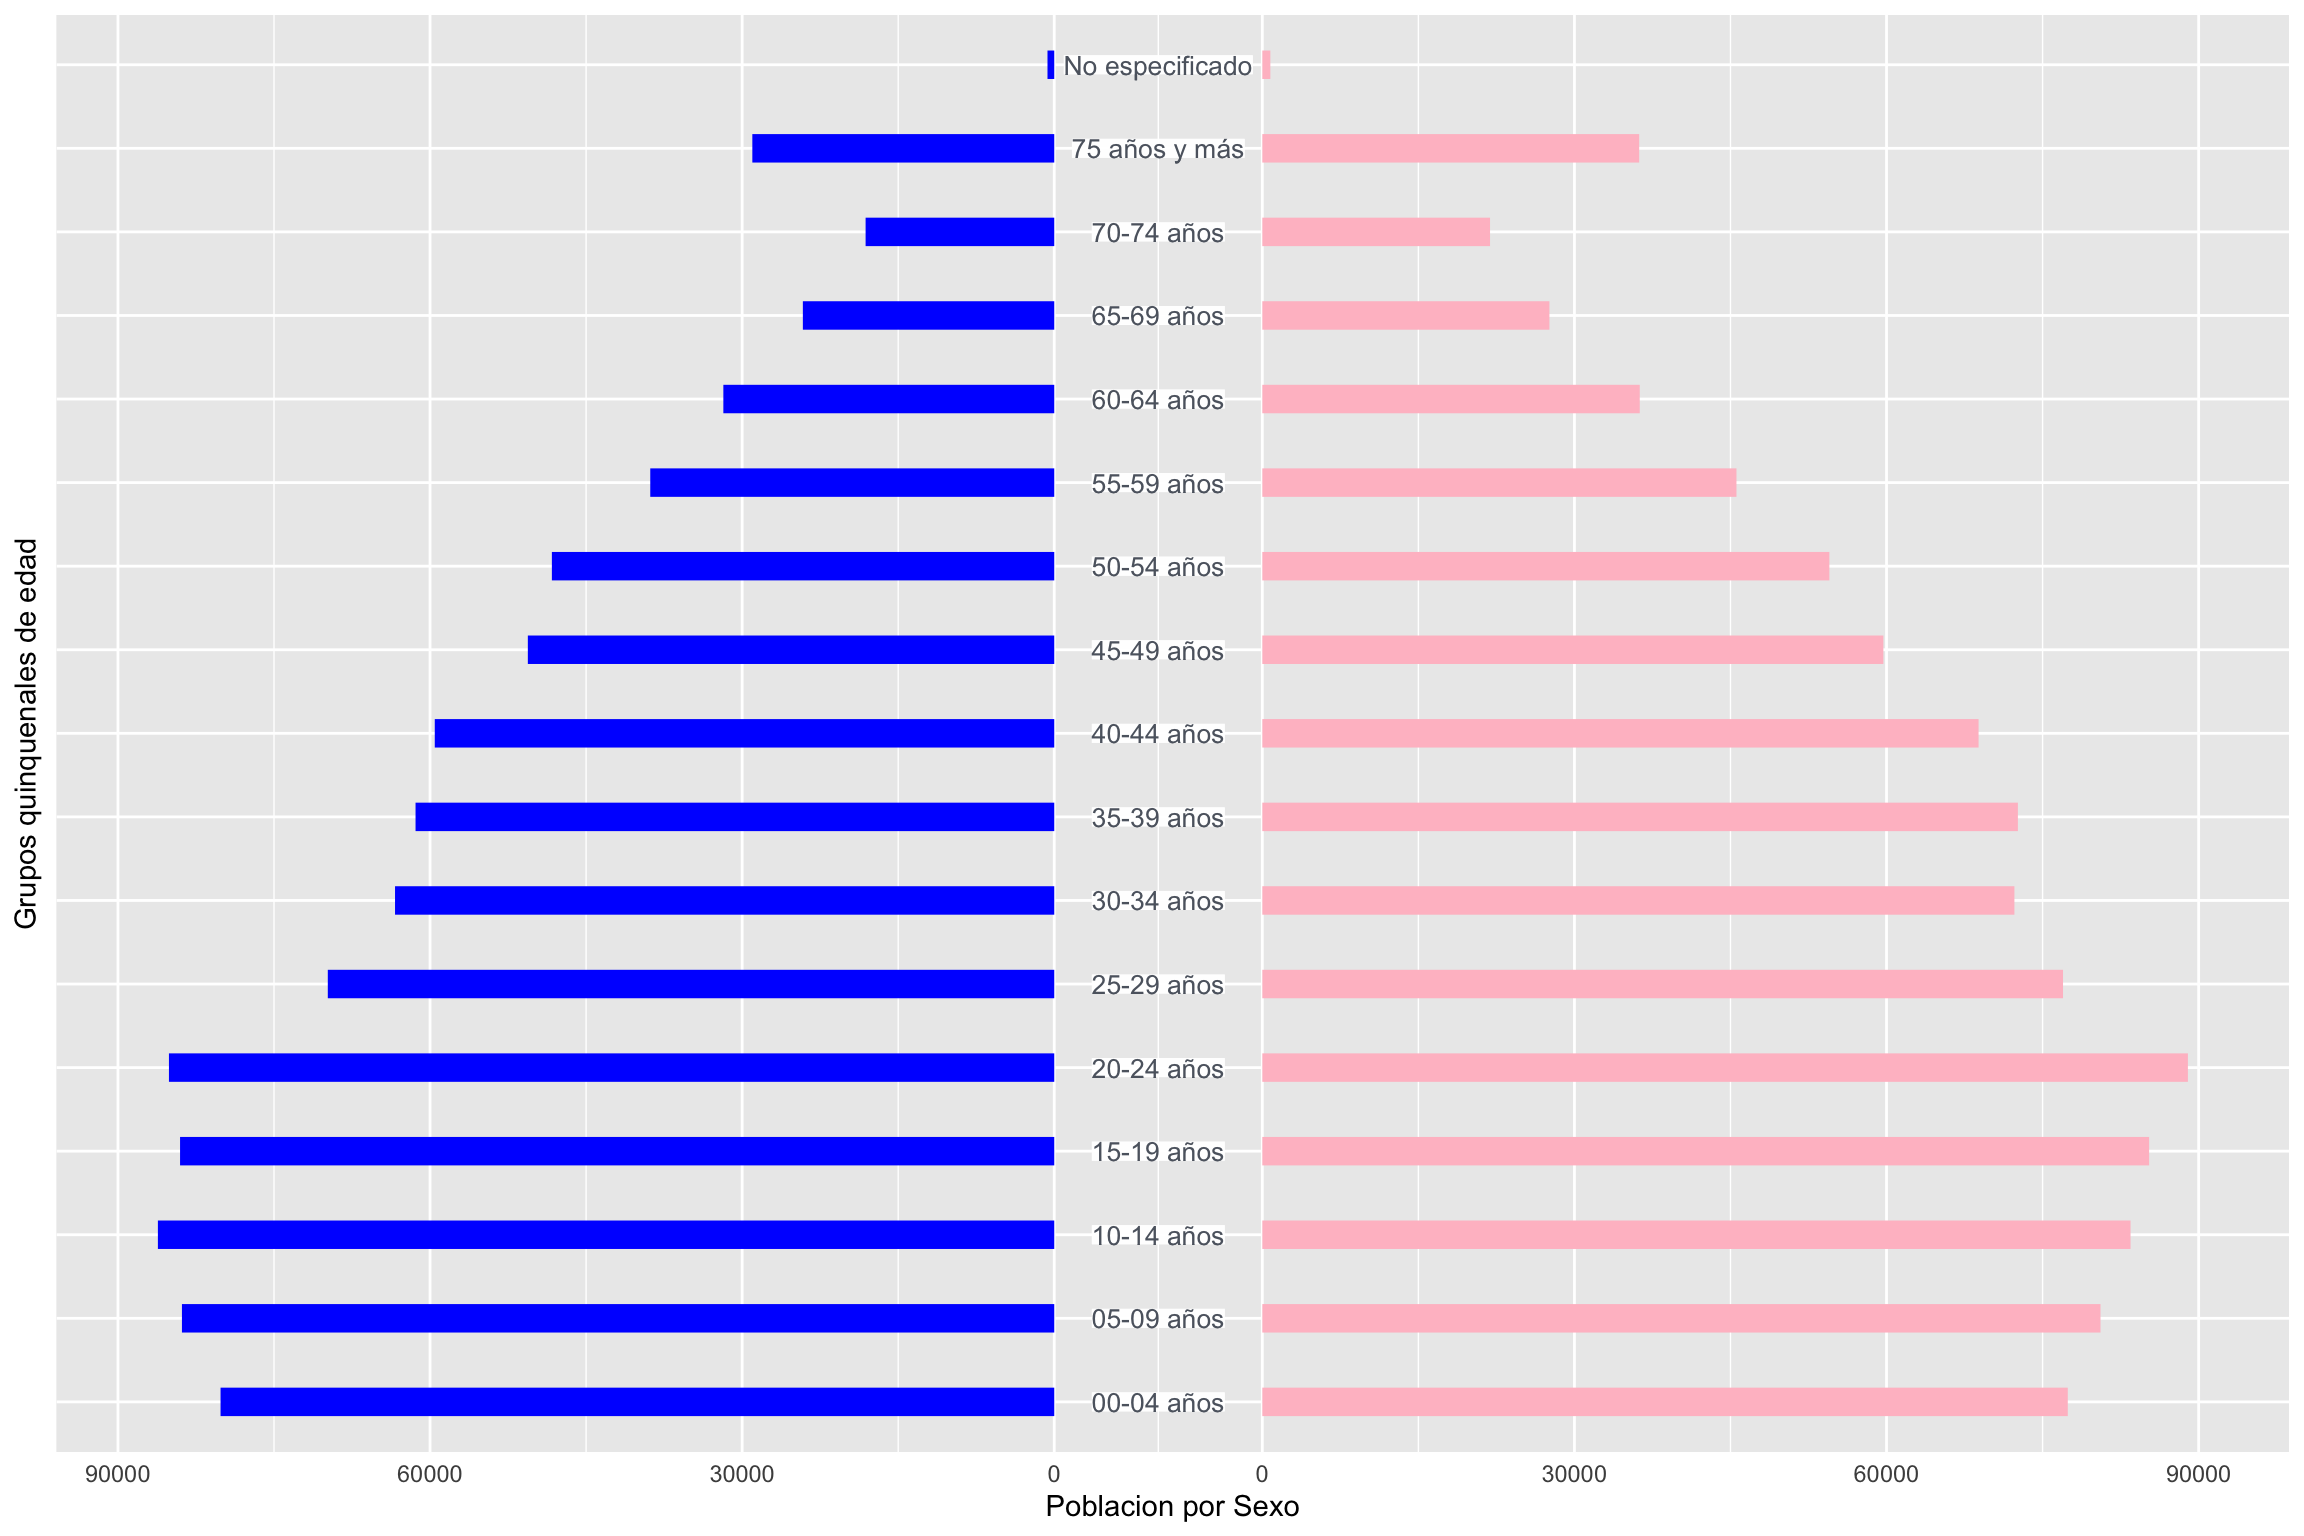 No especificado
75 años y más
70-74 años
65-69 años
60-64 años
55-59 años
50-54 años
45-49 años
40-44 años
35-39 años
30-34 años
25-29 años
20-24 años
15-19 años
10-14 años
05-09 años
00-04 años
Grupos quinquenales de edad
90000 60000 30000 0 0 30000 60000 90000
Poblacion por Sexo